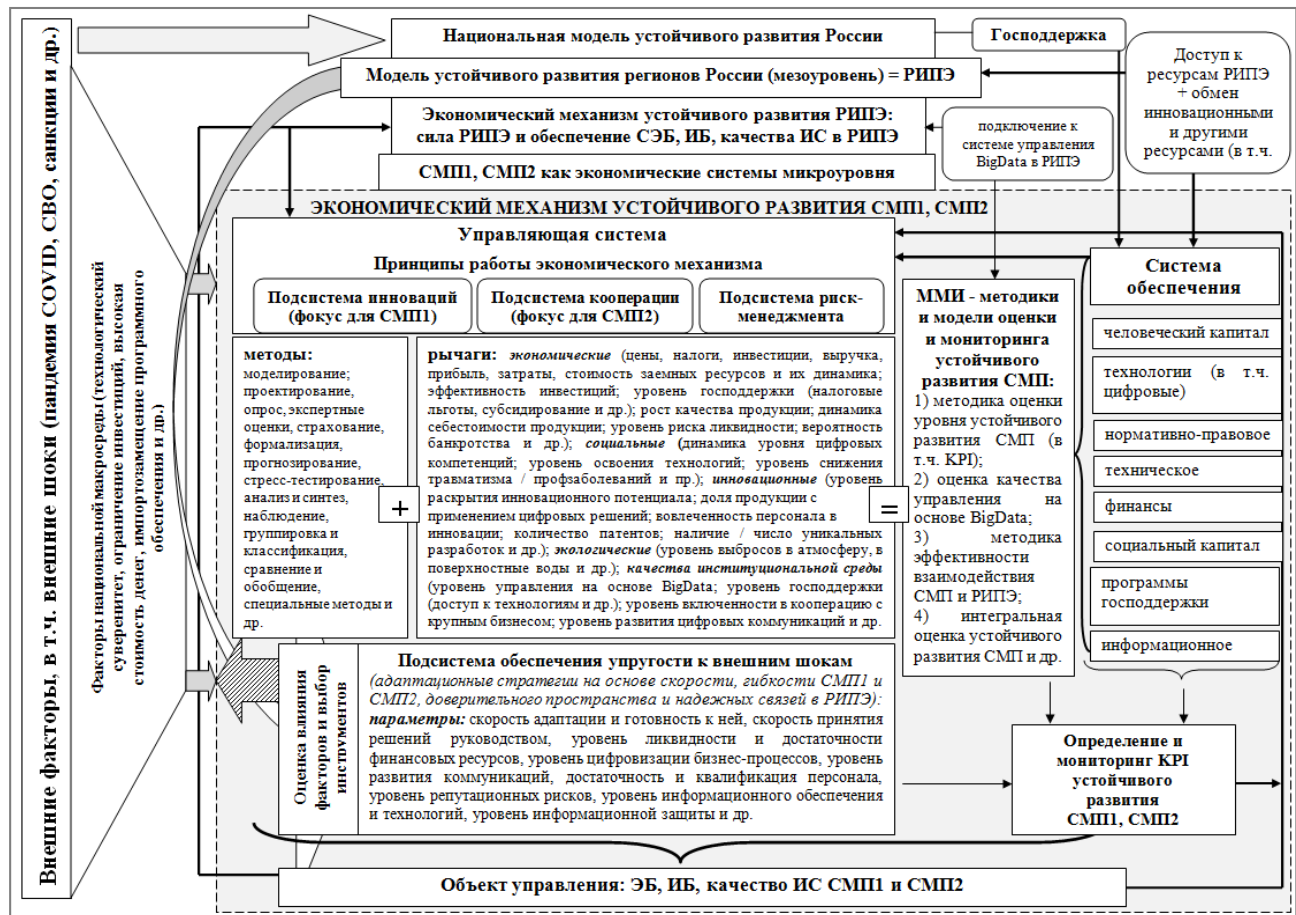 Внешние факторы, в т.ч. внешние шоки (пандемия COVID, СВО, санкции и др.)
Факторы национальной макросреды (технологический
суверенитет, ограничение инвестиций, высокая
стоимость денег, импортозамещение программного
обеспечения и др.)
Национальная модель устойчивого развития России
Господдержка
Модель устойчивого развития регионов России (мезоуровень) = РИПЭ
Доступ к
ресурсам РИПЭ
+ обмен
инновационными
и другими
ресурсами (в т.ч.
Экономический механизм устойчивого развития РИПЭ:
сила РИПЭ и обеспечение СЭБ, ИБ, качества ИС в РИПЭ
подключение к
системе управления
BigData в РИПЭ
СМП1, СМП2 как экономические системы микроуровня
ЭКОНОМИЧЕСКИЙ МЕХАНИЗМ УСТОЙЧИВОГО РАЗВИТИЯ СМП1, СМП2
Управляющая система
Принципы работы экономического механизма
Подсистема инноваций
(фокус для СМП1)
Подсистема кооперации
(фокус для СМП2)
Подсистема риск-
менеджмента
методы:
моделирование;
проектирование,
опрос, экспертные
оценки, страхование,
формализация,
прогнозирование,
стресс-тестирование,
анализ и синтез,
наблюдение,
группировка и
классификация,
сравнение и
обобщение,
специальные методы и
др.
+
рычаги: экономические (цены, налоги, инвестиции, выручка,
прибыль, затраты, стоимость заемных ресурсов и их динамика;
эффективность инвестиций; уровень господдержки (налоговые
льготы, субсидирование и др.); рост качества продукции; динамика
себестоимости продукции; уровень риска ликвидности; вероятность
банкротства и др.); социальные (динамика уровня цифровых
компетенций; уровень освоения технологий; уровень снижения
травматизма / профзаболеваний и пр.); инновационные (уровень
раскрытия инновационного потенциала; доля продукции с
применением цифровых решений; вовлеченность персонала в
инновации; количество патентов; наличие / число уникальных
разработок и др.); экологические (уровень выбросов в атмосферу, в
поверхностные воды и др.); качества институциональной среды
(уровень управления на основе BigData; уровень господдержки
(доступ к технологиям и др.); уровень включенности в кооперацию с
крупным бизнесом; уровень развития цифровых коммуникаций и др.
=
ММИ - методики
и модели оценки
и мониторинга
устойчивого
развития СМП:
1) методика оценки
уровня устойчивого
развития СМП (в
т.ч. KPI);
2) оценка качества
управления на
основе BigData;
3) методика
эффективности
взаимодействия
СМП и РИПЭ;
4) интегральная
оценка устойчивого
развития СМП и др.
Система
обеспечения
человеческий капитал
технологии (в т.ч.
цифровые)
нормативно-правовое
техническое
финансы
социальный капитал
программы
господдержки
информационное
Оценка влияния
факторов и выбор
инструментов
Подсистема обеспечения упругости к внешним шокам
(адаптационные стратегии на основе скорости, гибкости СМП1 и
СМП2, доверительного пространства и надежных связей в РИПЭ):
параметры: скорость адаптации и готовность к ней, скорость принятия
решений руководством, уровень ликвидности и достаточности
финансовых ресурсов, уровень цифровизации бизнес-процессов, уровень
развития коммуникаций, достаточность и квалификация персонала,
уровень репутационных рисков, уровень информационного обеспечения
и технологий, уровень информационной защиты и др.
Определение и
мониторинг KPI
устойчивого
развития
СМП1, СМП2
Объект управления: ЭБ, ИБ, качество ИС СМП1 и СМП2